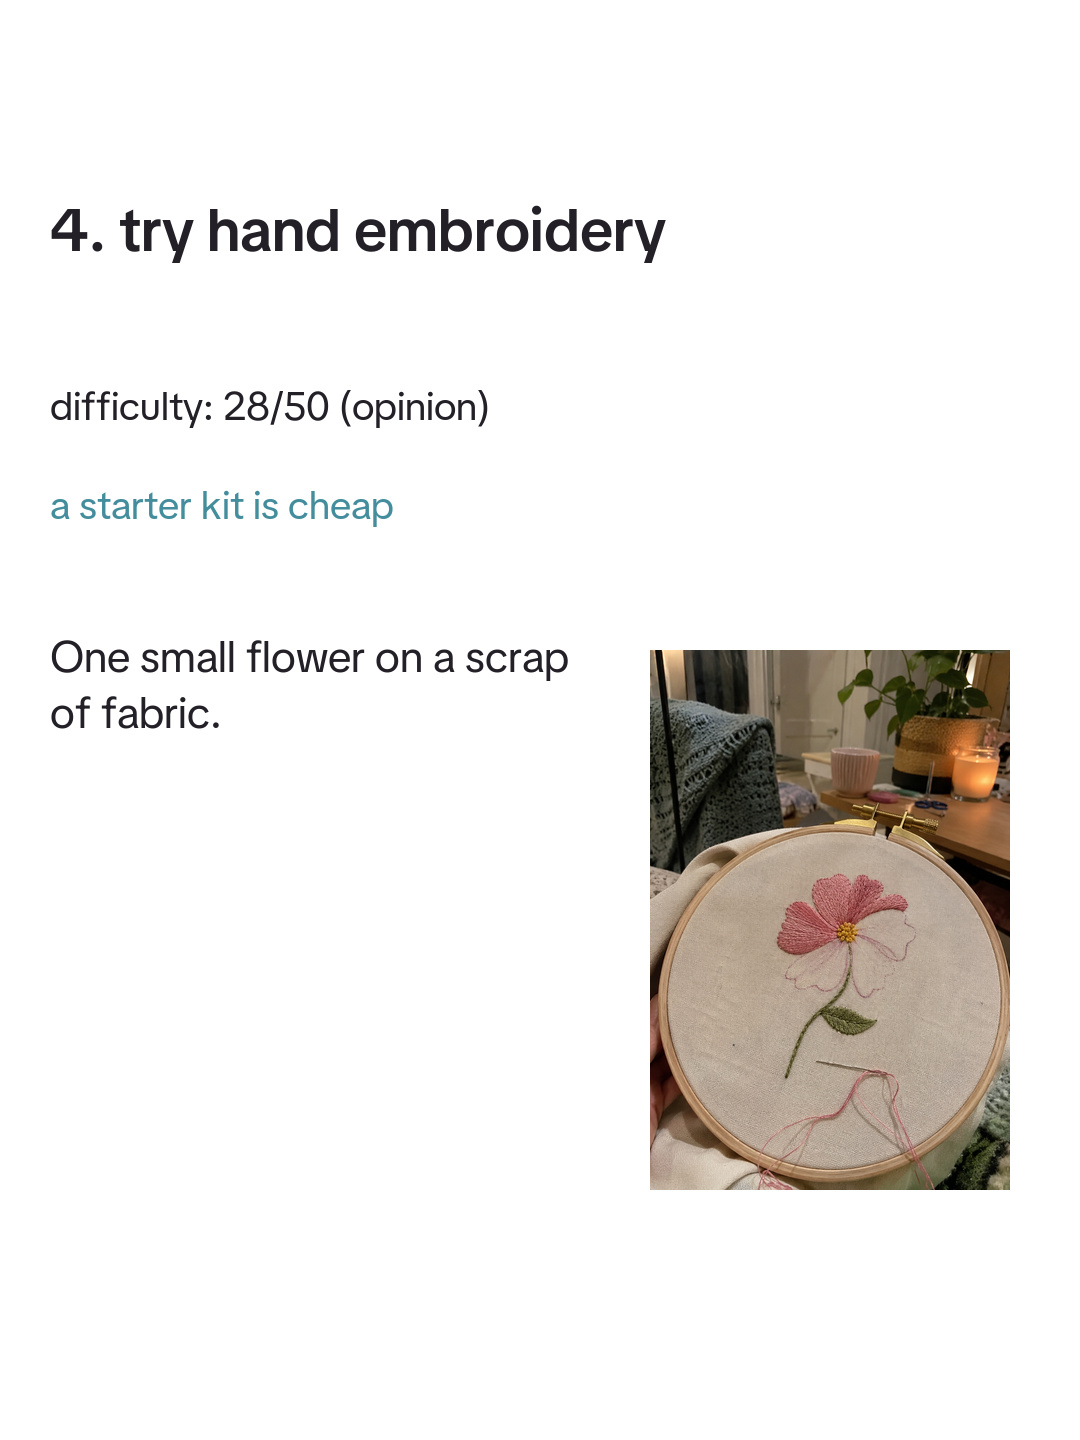 4. try hand embroidery
difficulty: 28/50 (opinion)
a starter kit is cheap
One small flower on a scrap
of fabric.